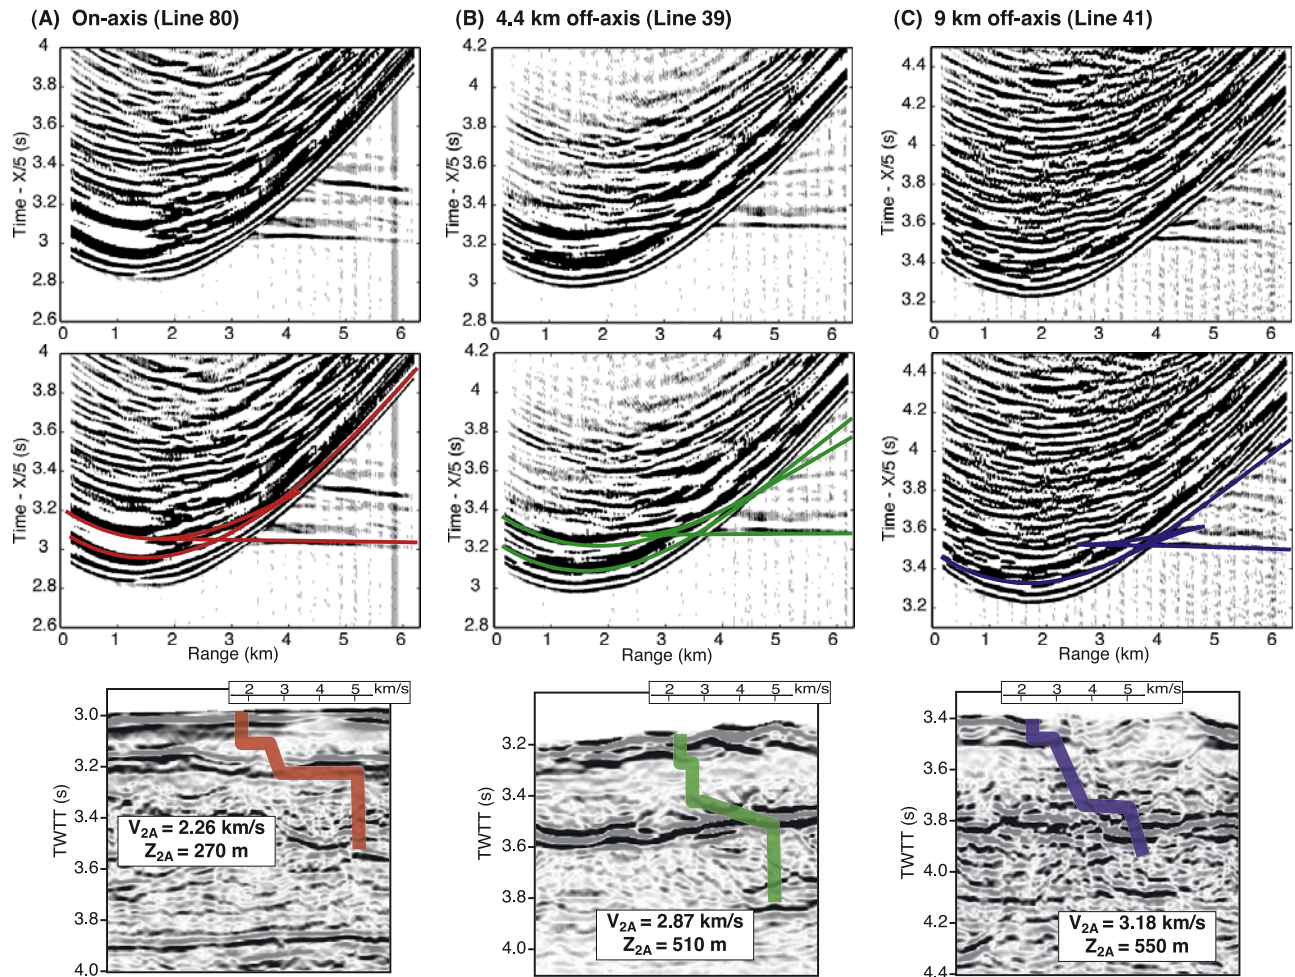 (A) On-axis (Line 80)
(B) 4.4 km off-axis (Line 39)
(C) 9 km off-axis (Line 41)
Time - X/5 (s)
4
3.8
3.6
3.4
3.2
3
2.8
2.6
0 1 2 3 4 5 6
Time - X/5 (s)
4.2
4
3.8
3.6
3.4
3.2
3
2.8
0 1 2 3 4 5 6
Time - X/5 (s)
4.4
4.2
4
3.8
3.6
3.4
3.2
0 1 2 3 4 5 6
Time - X/5 (s)
4
3.8
3.6
3.4
3.2
3
2.8
2.6
0 1 2 3 4 5 6
Range (km)
Time - X/5 (s)
4.2
4
3.8
3.6
3.4
3.2
3
2.8
0 1 2 3 4 5 6
Range (km)
Time - X/5 (s)
4.4
4.2
4
3.8
3.6
3.4
3.2
0 1 2 3 4 5 6
Range (km)
2 3 4 5 km/s
TWTT (s)
3.0
3.2
3.4
3.6
3.8
4.0
V2A = 2.26 km/s
Z2A = 270 m
2 3 4 5 km/s
TWTT (s)
3.2
3.4
3.6
3.8
4.0
V2A = 2.87 km/s
Z2A = 510 m
2 3 4 5 km/s
TWTT (s)
3.4
3.6
3.8
4.0
4.2
4.4
V2A = 3.18 km/s
Z2A = 550 m